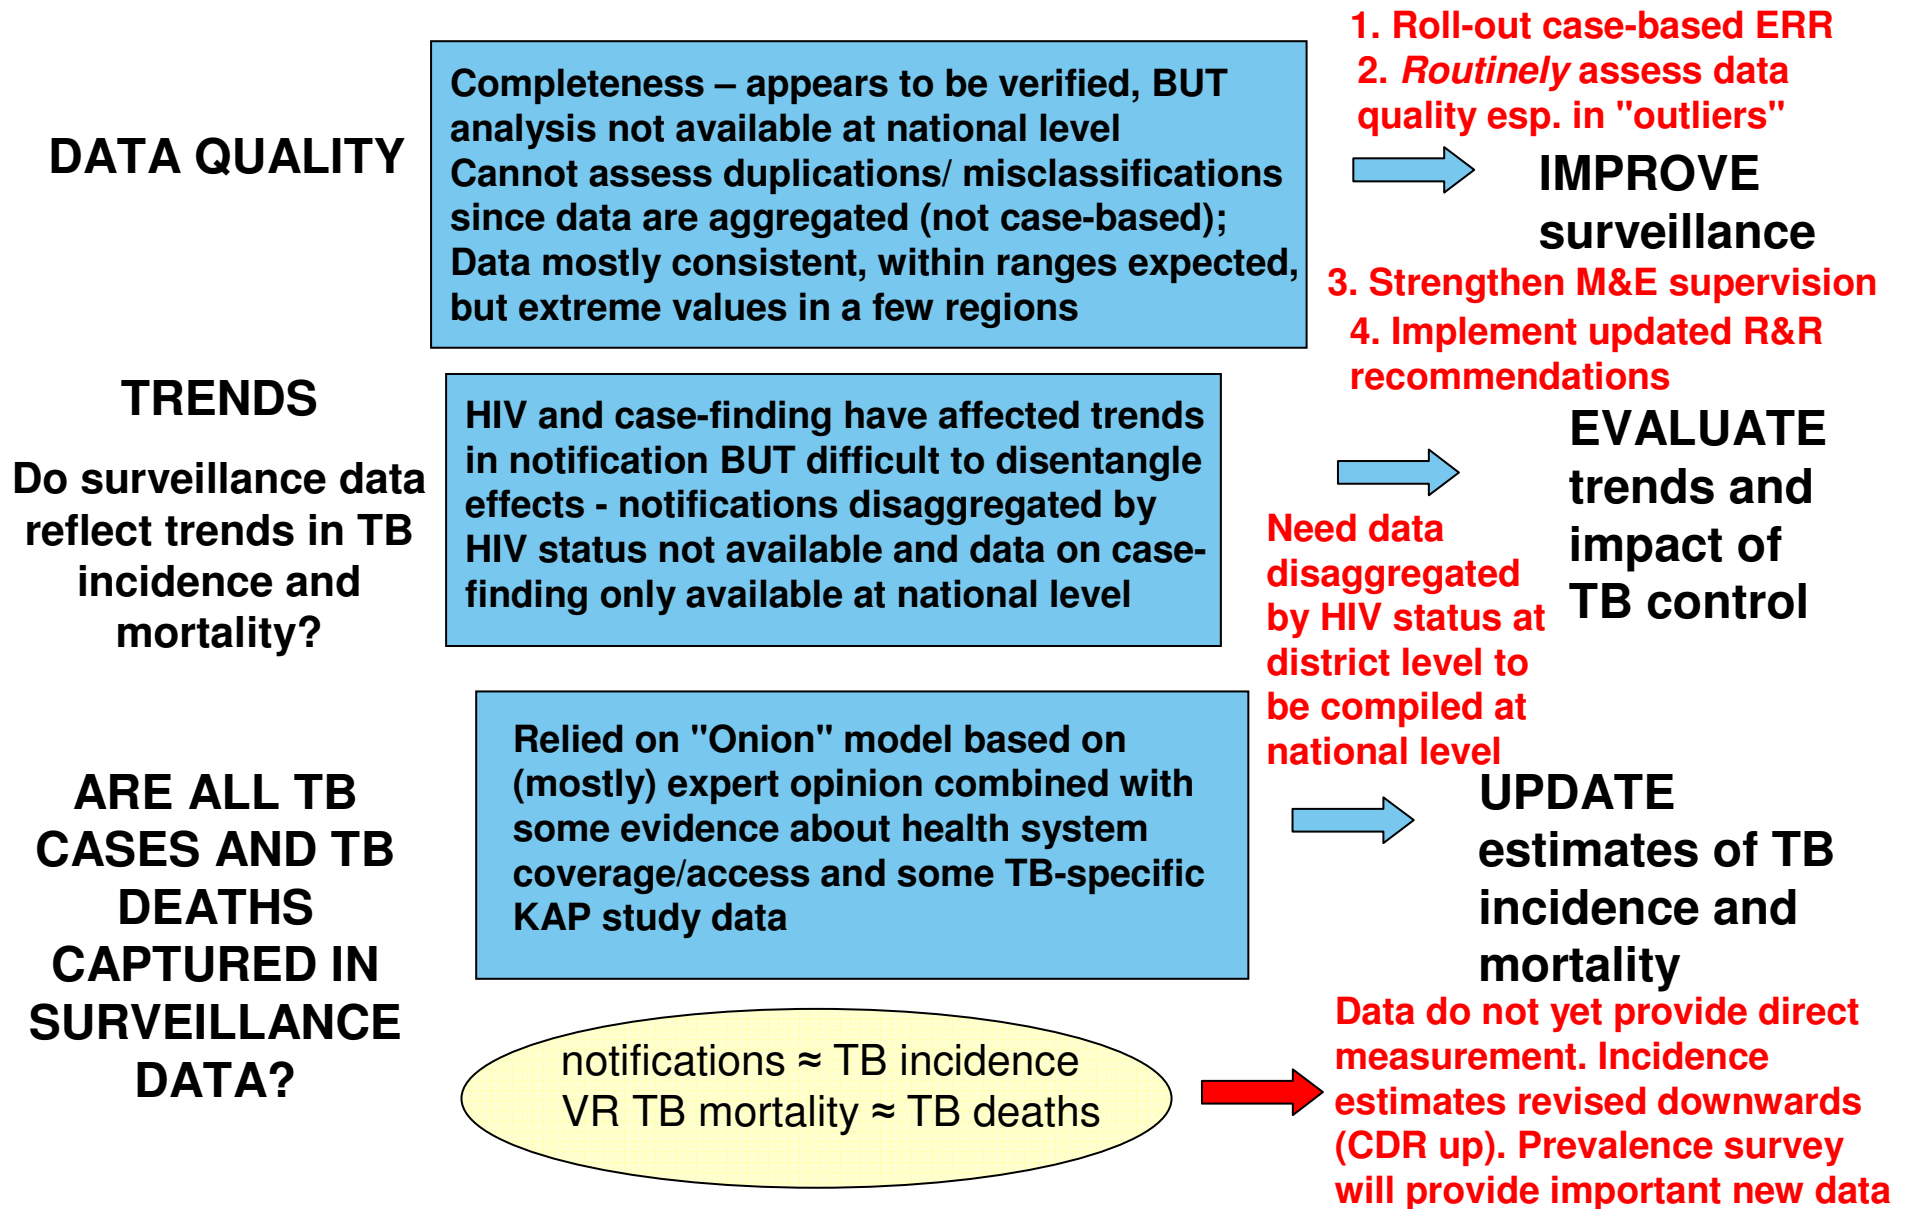 DATA QUALITY
Completeness – appears to be verified, BUT
analysis not available at national level
Cannot assess duplications/ misclassifications
since data are aggregated (not case-based);
Data mostly consistent, within ranges expected,
but extreme values in a few regions
1. Roll-out case-based ERR
2. Routinely assess data
quality esp. in "outliers"
IMPROVE
surveillance
3. Strengthen M&E supervision
4. Implement updated R&R
recommendations
TRENDS
Do surveillance data
reflect trends in TB
incidence and
mortality?
HIV and case-finding have affected trends
in notification BUT difficult to disentangle
effects - notifications disaggregated by
HIV status not available and data on case-
finding only available at national level
EVALUATE
trends and
impact of
TB control
Need data
disaggregated
by HIV status at
district level to
be compiled at
national level
ARE ALL TB
CASES AND TB
DEATHS
CAPTURED IN
SURVEILLANCE
DATA?
Relied on "Onion" model based on
(mostly) expert opinion combined with
some evidence about health system
coverage/access and some TB-specific
KAP study data
UPDATE
estimates of TB
incidence and
mortality
notifications ≈ TB incidence
VR TB mortality ≈ TB deaths
Data do not yet provide direct
measurement. Incidence
estimates revised downwards
(CDR up). Prevalence survey
will provide important new data